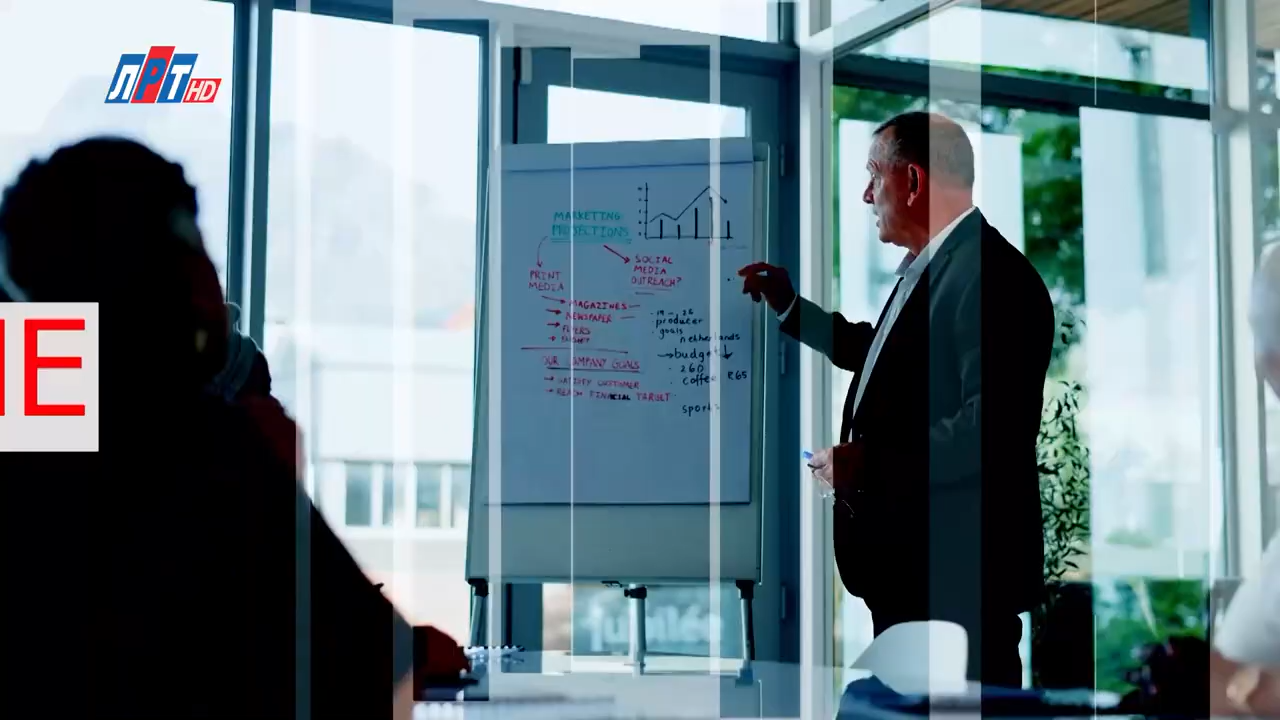 ЛРТ HD
MARKETING
PROJECTIONS
SOCIAL
MEDIA
OUTREACH?
PRINT
MEDIA
MAGAZINES
NEWSPAPER
FLYERS
producer
goals
netherlands
budget
260
coffee R65
OUR COMPANY GOALS
SATISFY CUSTOMER
REACH FINANCIAL TARGET
sports
ІЕ